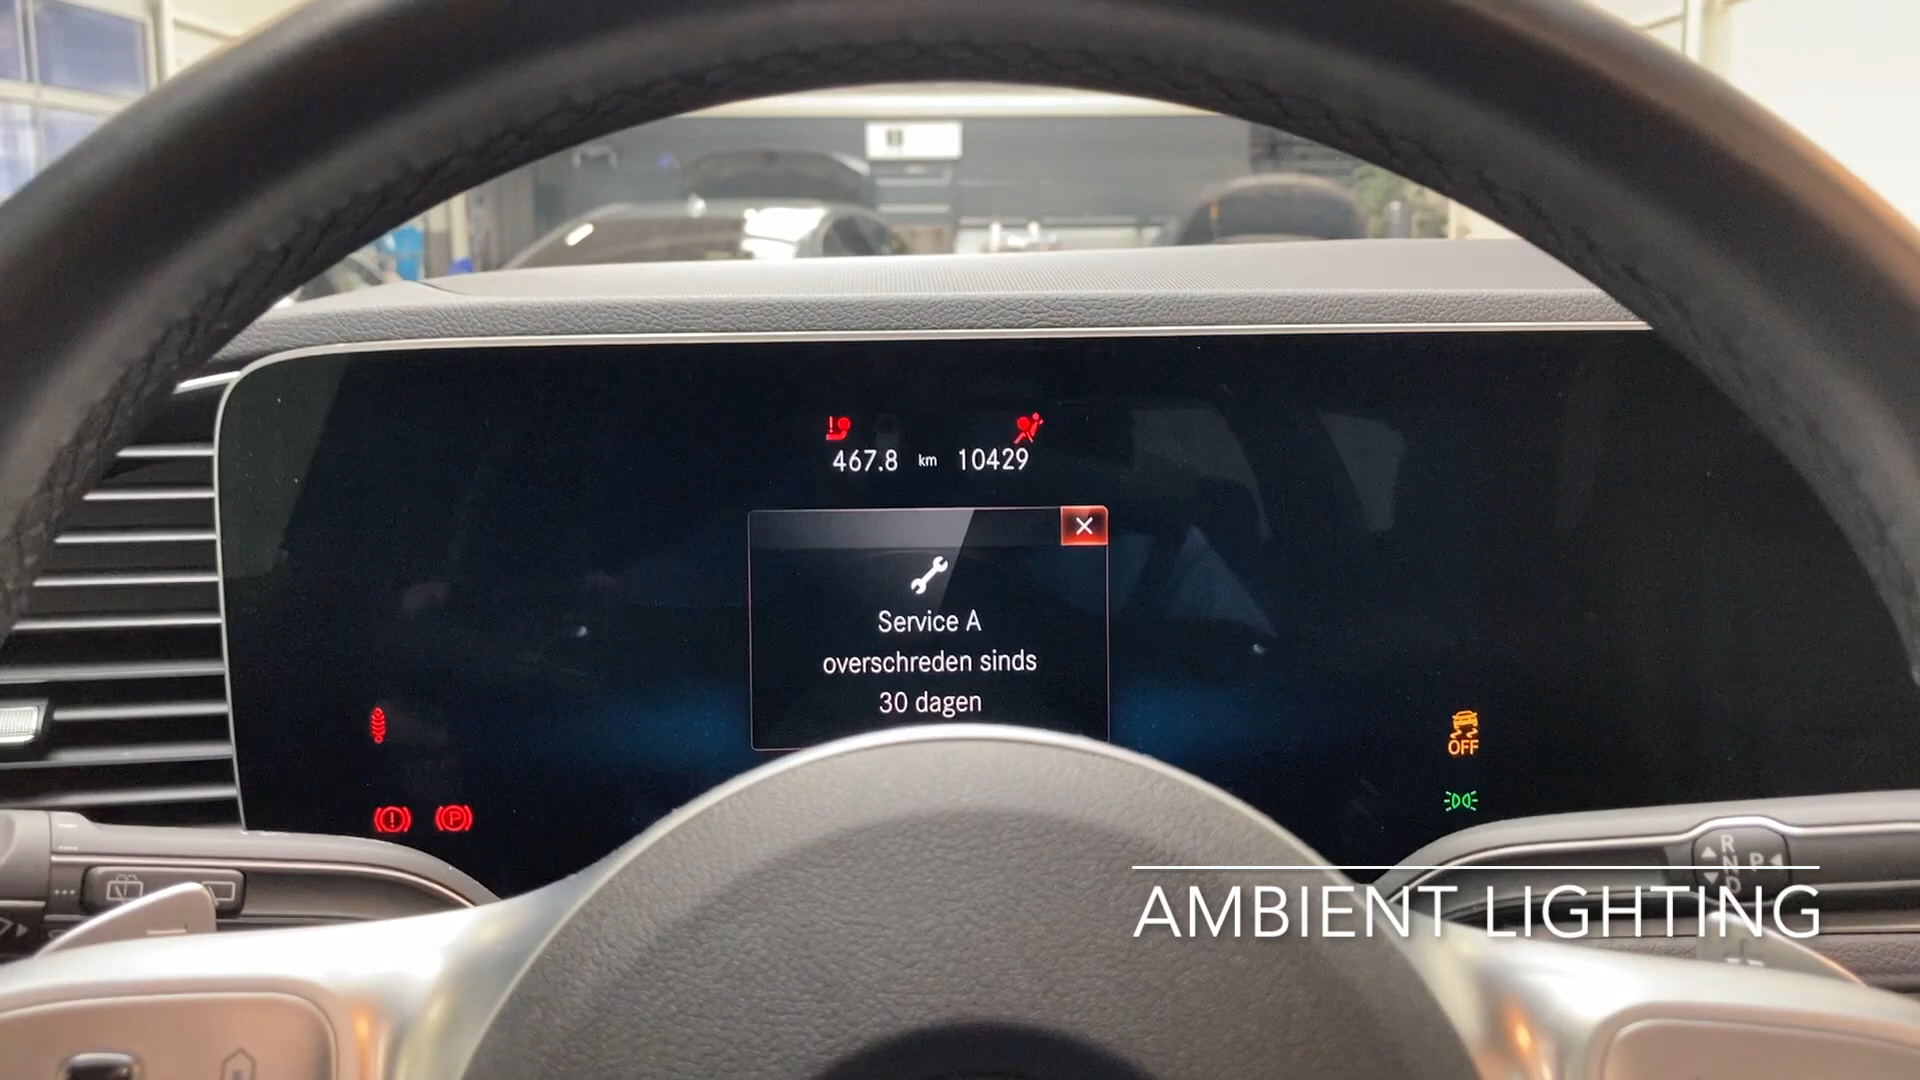 467.8 km 10429
Service A
overschreden sinds
30 dagen
OFF
P
R
N
D
P
AMBIENT LIGHTING